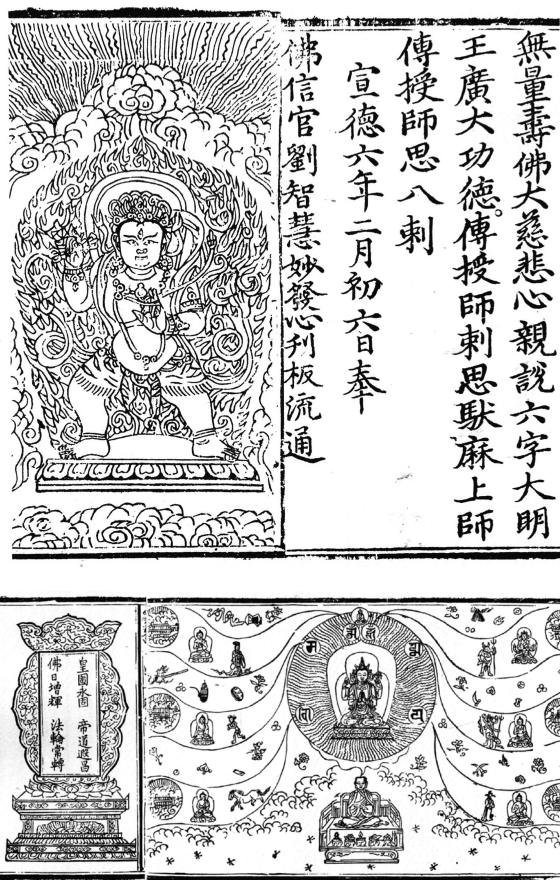 無量壽佛大慈悲心親說六字大明
王廣大功德。傳授師刺思馱麻上師
傳授師思八刺
宣德六年二月初六日奉
佛信官劉智慧妙發心刊板流通
皇圖永固 帝道遐昌
佛日增輝 法輪常轉